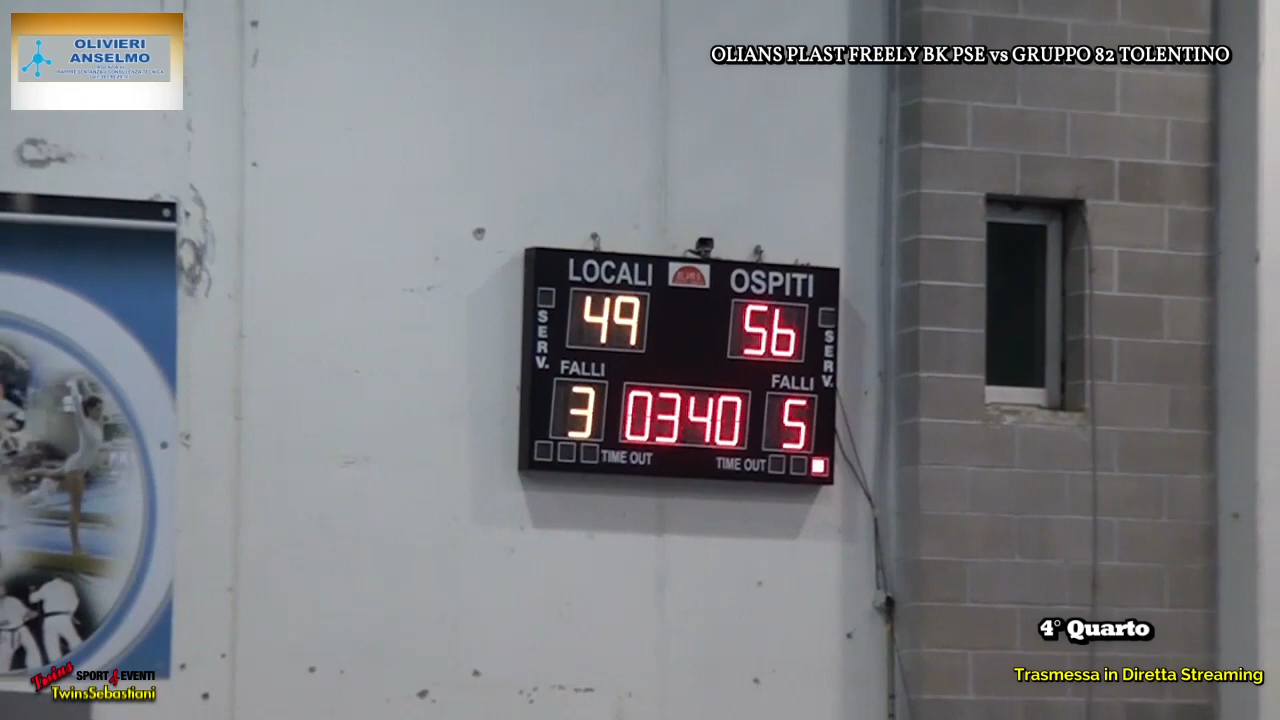 OLIVIERI
ANSELMO
OLIANS PLAST FREELY BK PSE vs GRUPPO 82 TOLENTINO
LOCALI OSPITI
49 56
SERV. SERV.
FALLI FALLI
3 0340 5
TIME OUT TIME OUT
4° Quarto
Trasmessa in Diretta Streaming
Twins SPORT EVENTI
TwinsSebastiani